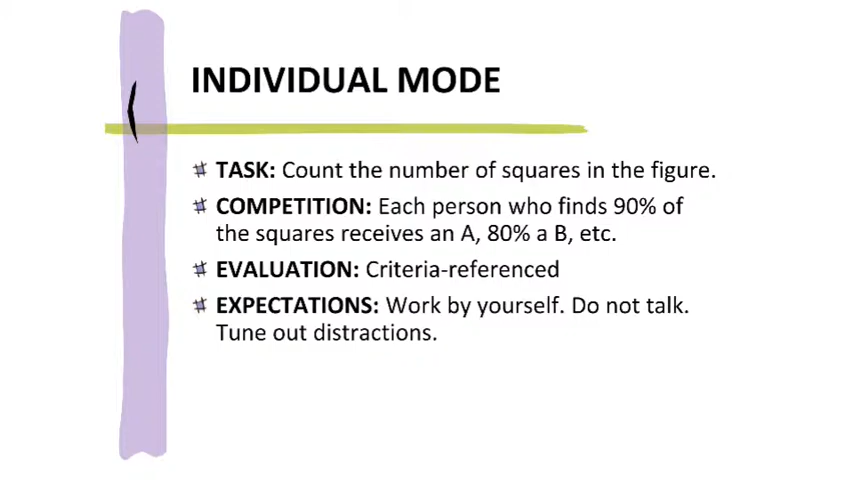 INDIVIDUAL MODE
TASK: Count the number of squares in the figure.
COMPETITION: Each person who finds 90% of
the squares receives an A, 80% a B, etc.
EVALUATION: Criteria-referenced
EXPECTATIONS: Work by yourself. Do not talk.
Tune out distractions.